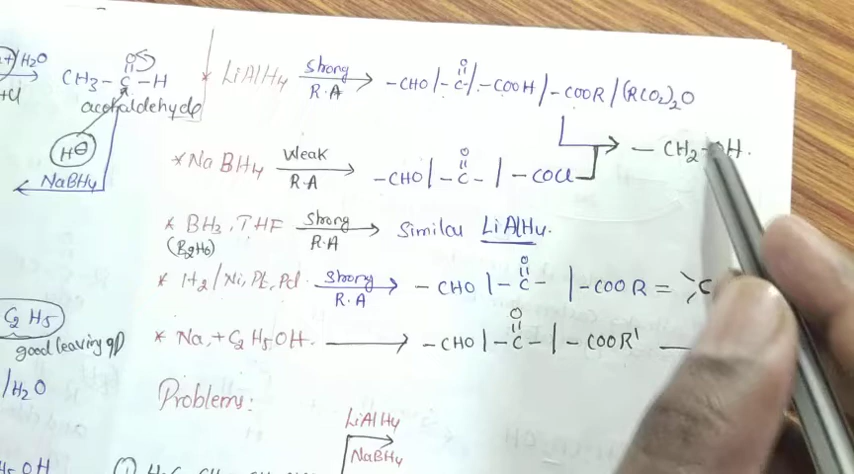 /H2O
CH3-C-H
O
acetaldehyde
H⊖
NaBH4
* LiAlH4 Strong R.A → -CHO/-C-/-COOH/-COOR/(RCO2)2O
O
* NaBH4 Weak R.A → -CHO/-C-/-COCl → -CH2-OH.
O
* BH3, THF Strong R.A → Similar LiAlH4.
(B2H6)
* H2/Ni, Pt, Pd. Strong R.A → -CHO/-C-/-COOR = >C
O
C2H5
good leaving gp
* Na, + C2H5OH. → -CHO/-C-/-COOR'
O
/H2O
Problems:
LiAlH4
NaBH4
5OH
①